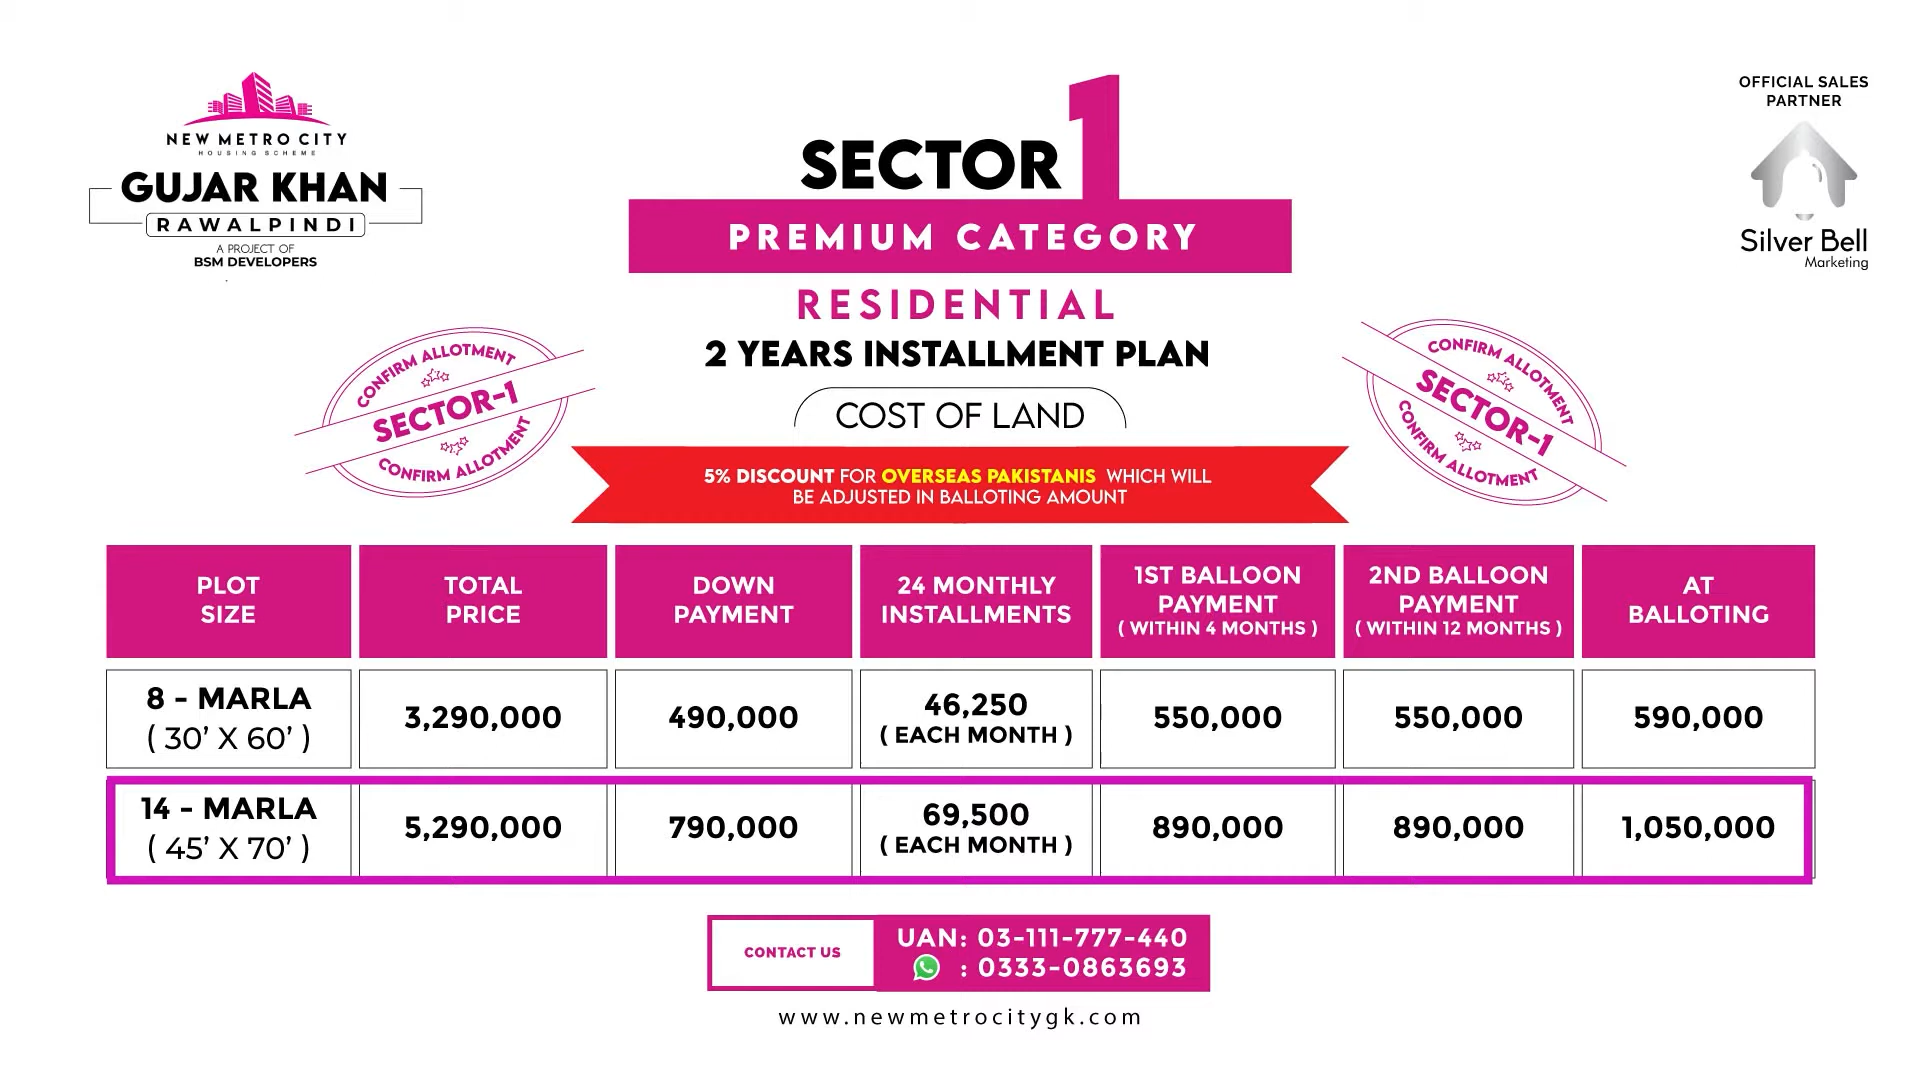 NEW METRO CITY
HOUSING SCHEME
GUJAR KHAN
RAWALPINDI
A PROJECT OF
BSM DEVELOPERS
SECTOR 1
PREMIUM CATEGORY
RESIDENTIAL
2 YEARS INSTALLMENT PLAN
COST OF LAND
OFFICIAL SALES
PARTNER
Silver Bell
Marketing
CONFIRM ALLOTMENT
SECTOR-1
CONFIRM ALLOTMENT
CONFIRM ALLOTMENT
SECTOR-1
CONFIRM ALLOTMENT
5% DISCOUNT FOR OVERSEAS PAKISTANIS WHICH WILL
BE ADJUSTED IN BALLOTING AMOUNT
PLOT
SIZE
TOTAL
PRICE
DOWN
PAYMENT
24 MONTHLY
INSTALLMENTS
1ST BALLOON
PAYMENT
( WITHIN 4 MONTHS )
2ND BALLOON
PAYMENT
( WITHIN 12 MONTHS )
AT
BALLOTING
8 - MARLA
( 30’ X 60’ )
3,290,000
490,000
46,250
( EACH MONTH )
550,000
550,000
590,000
14 - MARLA
( 45’ X 70’ )
5,290,000
790,000
69,500
( EACH MONTH )
890,000
890,000
1,050,000
CONTACT US
UAN: 03-111-777-440
: 0333-0863693
www.newmetrocitygk.com